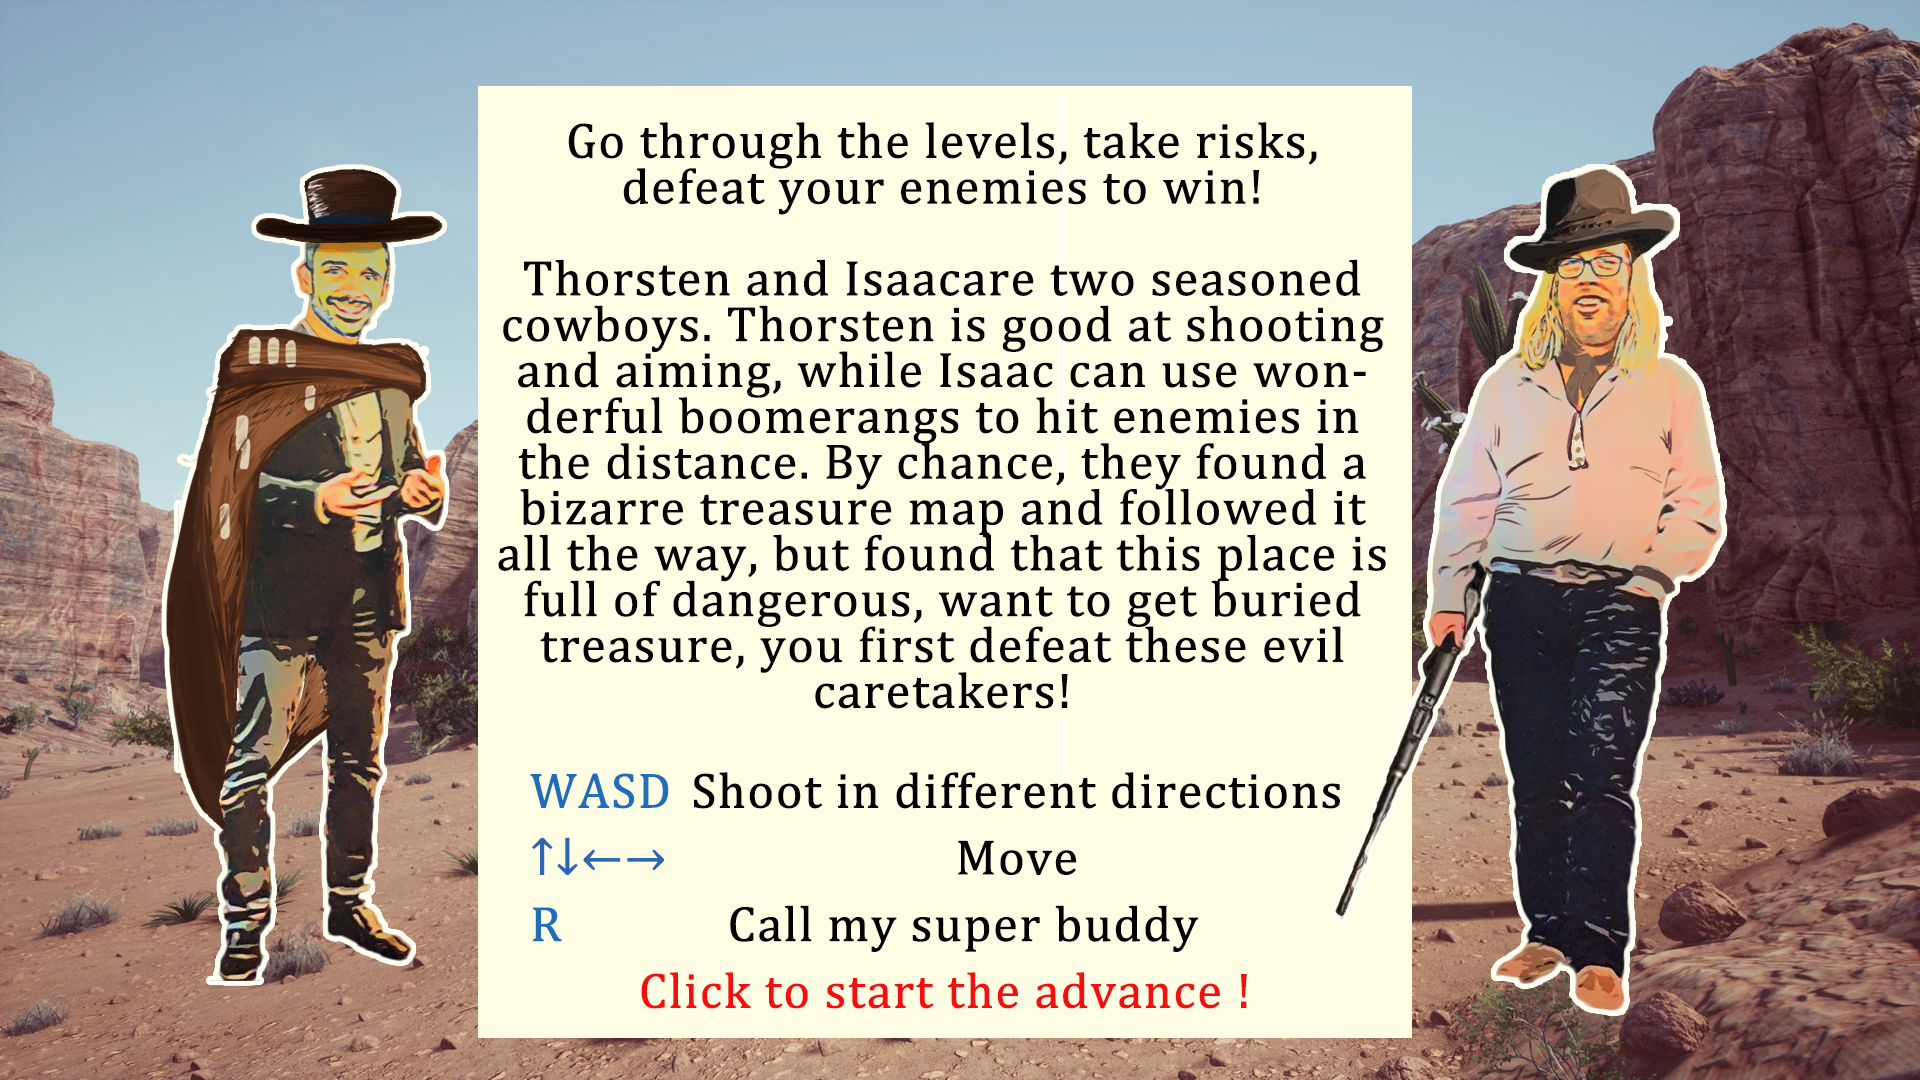 Go through the levels, take risks,
defeat your enemies to win!
Thorsten and Isaacare two seasoned
cowboys. Thorsten is good at shooting
and aiming, while Isaac can use won-
derful boomerangs to hit enemies in
the distance. By chance, they found a
bizarre treasure map and followed it
all the way, but found that this place is
full of dangerous, want to get buried
treasure, you first defeat these evil
caretakers!
WASD Shoot in different directions
↑↓←→ Move
R Call my super buddy
Click to start the advance !